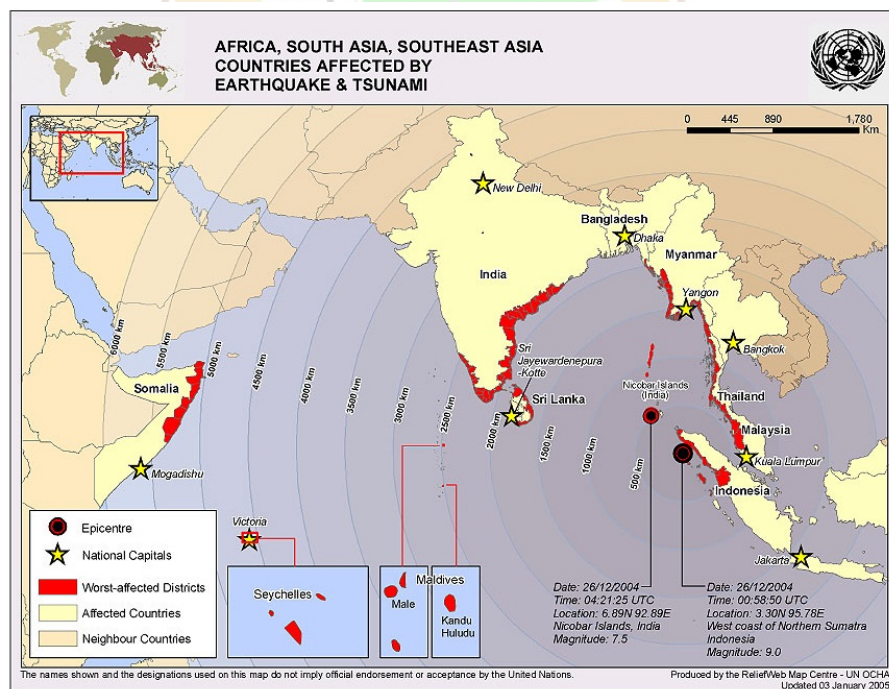 AFRICA, SOUTH ASIA, SOUTHEAST ASIA
COUNTRIES AFFECTED BY
EARTHQUAKE & TSUNAMI
0 445 890 1,780
Km
New Delhi
Bangladesh
Dhaka
Myanmar
India
Yangon
Bangkok
Sri
Jayewardenepura
-Kotte
Nicobar Islands
(India)
Sri Lanka
Thailand
Malaysia
Kuala Lumpur
Indonesia
Somalia
Mogadishu
Victoria
Jakarta
6000 km
5500 km
5000 km
4500 km
4000 km
3500 km
3000 km
2500 km
2000 km
1500 km
1000 km
500 km
Epicentre
National Capitals
Worst-affected Districts
Affected Countries
Neighbour Countries
Seychelles
Maldives
Male
Kandu
Huludu
Date: 26/12/2004
Time: 04:21:25 UTC
Location: 6.89N 92.89E
Nicobar Islands, India
Magnitude: 7.5
Date: 26/12/2004
Time: 00:58:50 UTC
Location: 3.30N 95.78E
West coast of Northern Sumatra
Indonesia
Magnitude: 9.0
The names shown and the designations used on this map do not imply official endorsement or acceptance by the United Nations.
Produced by the ReliefWeb Map Centre - UN OCHA
Updated 03 January 2005